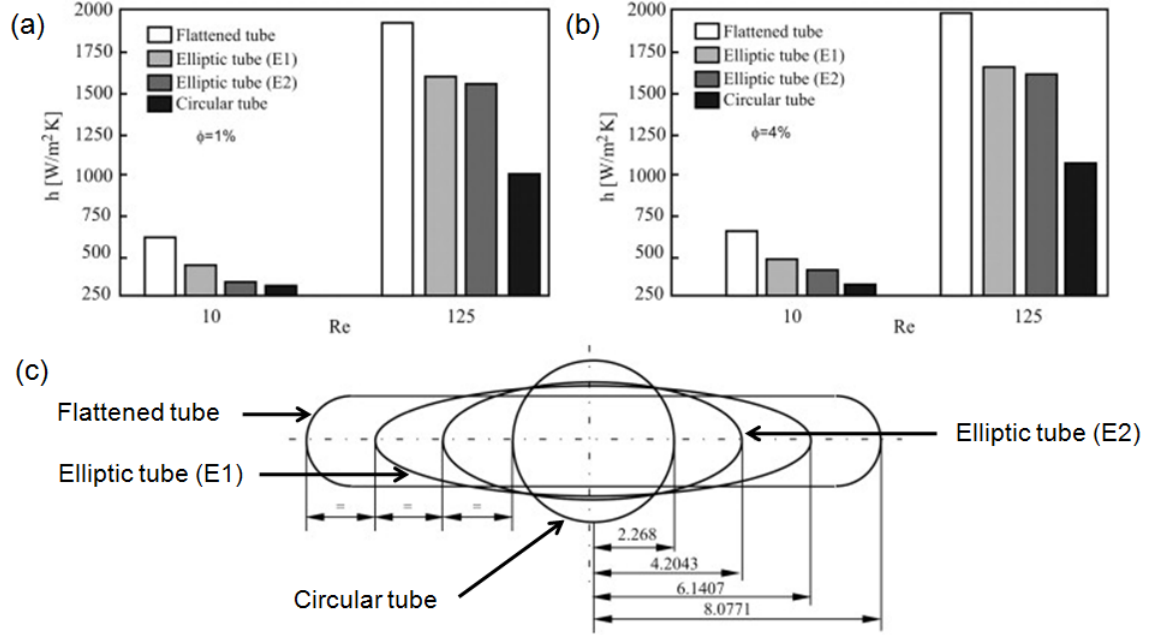 (a)
2000
1750
1500
1250
1000
750
500
250
h [W/m²K]
Flattened tube
Elliptic tube (E1)
Elliptic tube (E2)
Circular tube
ϕ=1%
10
Re
125
(b)
2000
1750
1500
1250
1000
750
500
250
h [W/m²K]
Flattened tube
Elliptic tube (E1)
Elliptic tube (E2)
Circular tube
ϕ=4%
10
Re
125
(c)
Flattened tube
Elliptic tube (E2)
Elliptic tube (E1)
= = =
2.268
4.2043
6.1407
8.0771
Circular tube